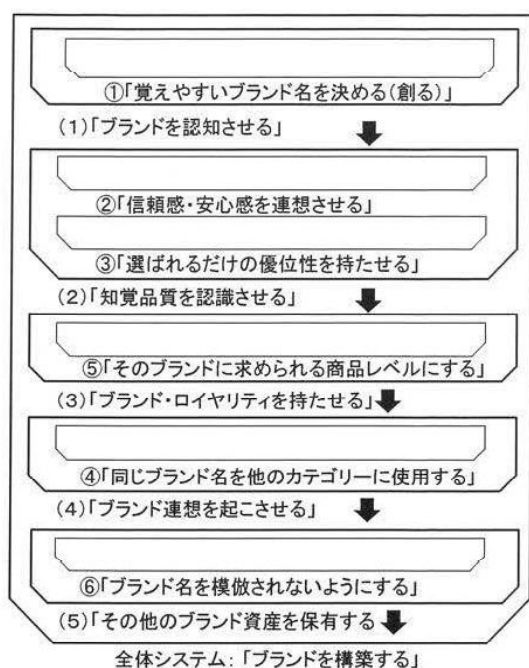 ①「覚えやすいブランド名を決める(創る)」
(1)「ブランドを認知させる」
②「信頼感・安心感を連想させる」
③「選ばれるだけの優位性を持たせる」
(2)「知覚品質を認識させる」
⑤「そのブランドに求められる商品レベルにする」
(3)「ブランド・ロイヤリティを持たせる」
④「同じブランド名を他のカテゴリーに使用する」
(4)「ブランド連想を起こさせる」
⑥「ブランド名を模倣されないようにする」
(5)「その他のブランド資産を保有する
全体システム:「ブランドを構築する」